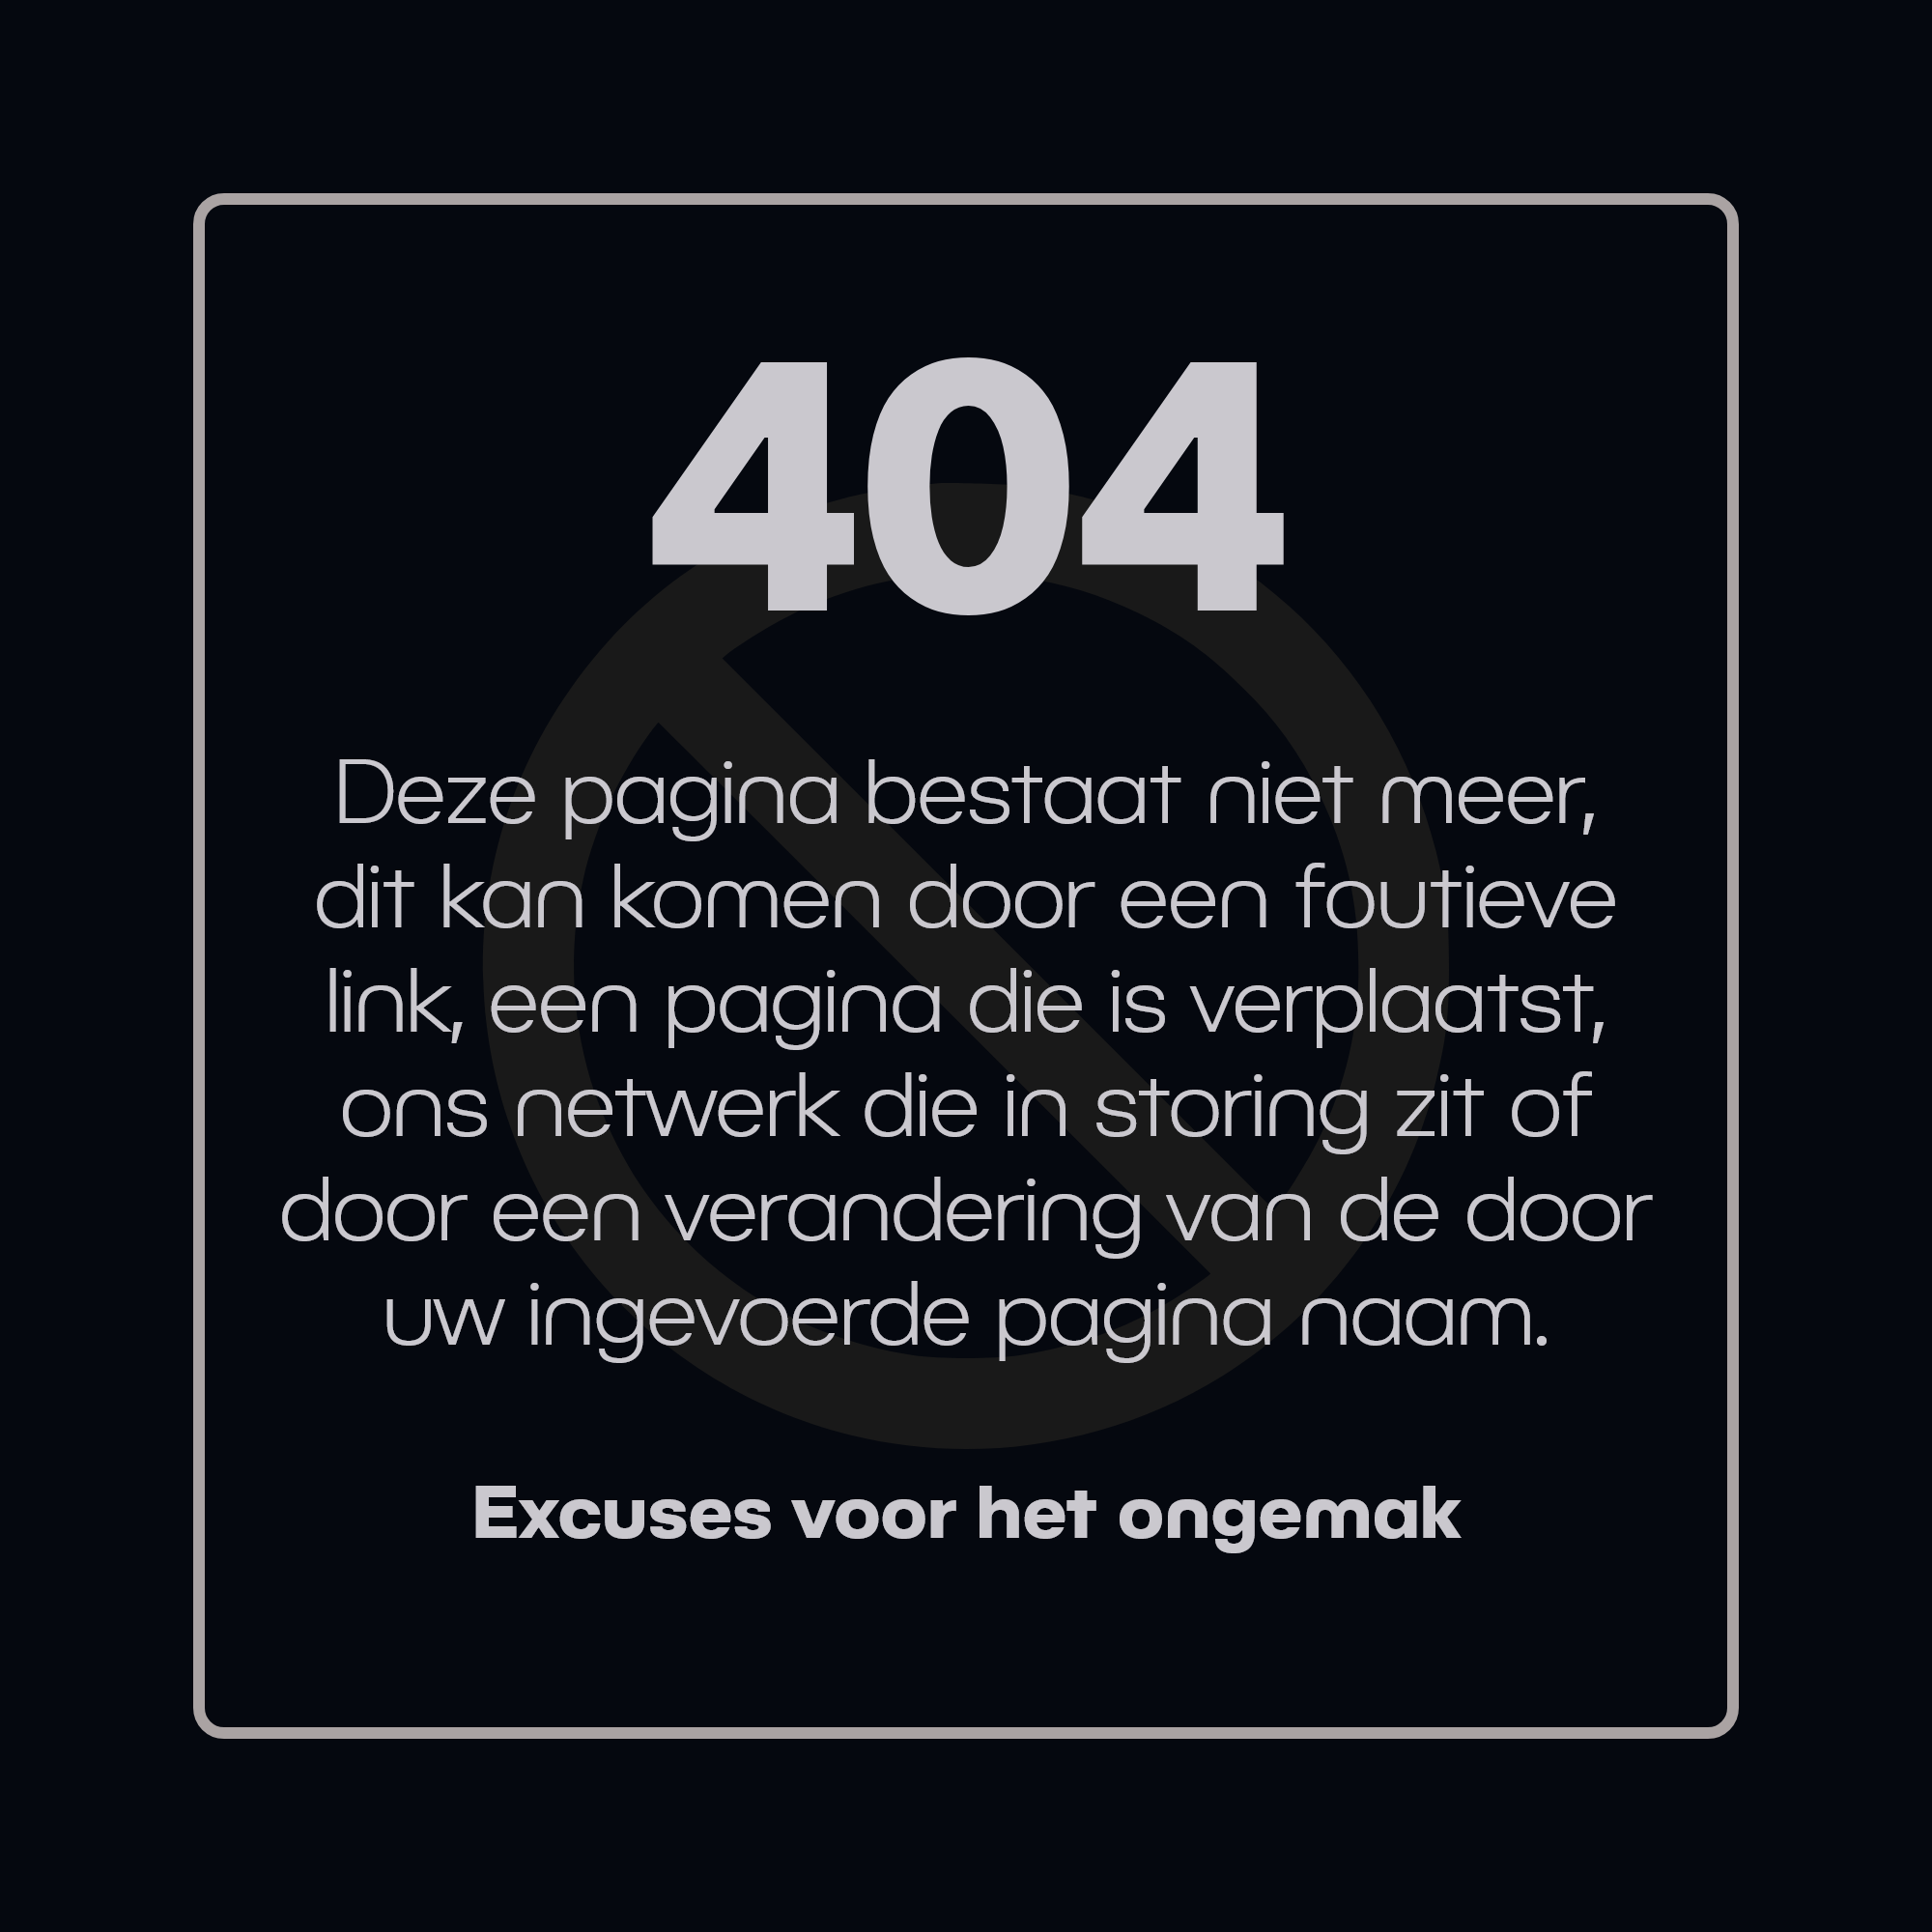 404
Deze pagina bestaat niet meer,
dit kan komen door een foutieve
link, een pagina die is verplaatst,
ons netwerk die in storing zit of
door een verandering van de door
uw ingevoerde pagina naam.
Excuses voor het ongemak